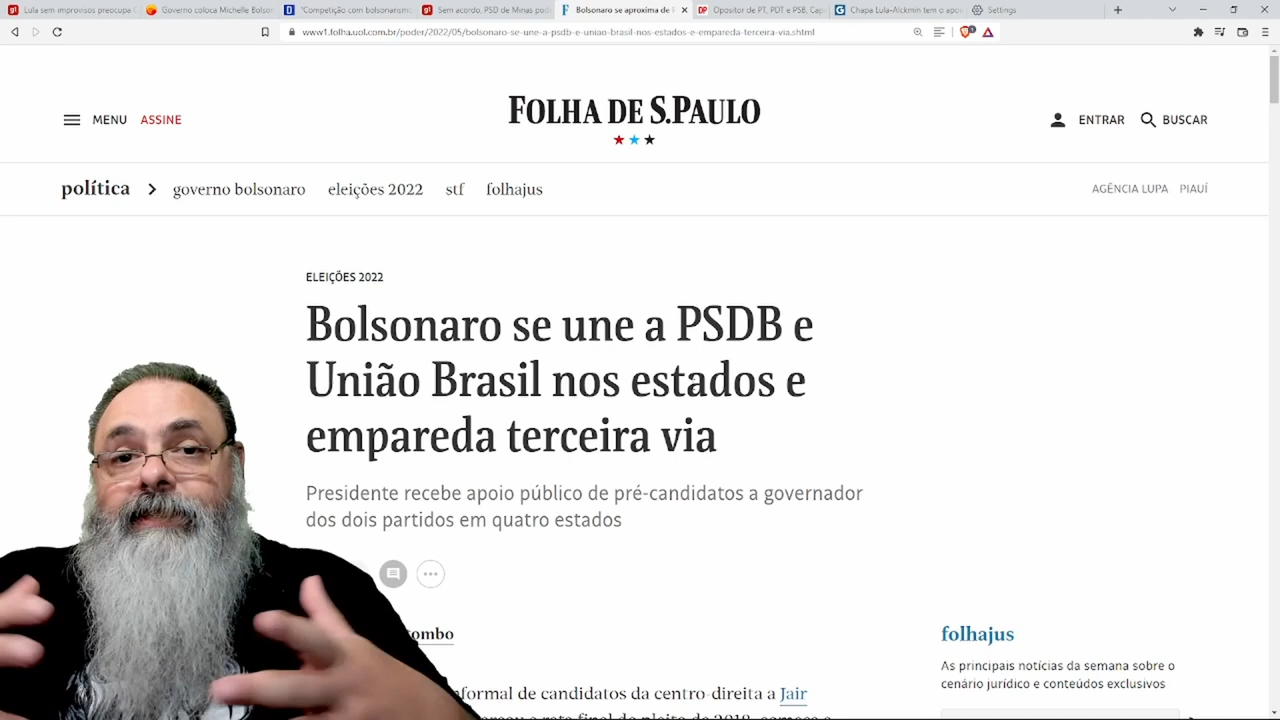 Lula sem improvisos preocupa
Governo coloca Michelle Bolson
"Competição com bolsonarismo
Sem acordo, PSD de Minas pod
Bolsonaro se aproxima de
Opositor de PT, PDT e PSB, Cap
Chapa Lula-Alckmin tem o apoi
Settings
www1.folha.uol.com.br/poder/2022/05/bolsonaro-se-une-a-psdb-e-uniao-brasil-nos-estados-e-empareda-terceira-via.shtml
MENU ASSINE
FOLHA DE S.PAULO
ENTRAR BUSCAR
política governo bolsonaro eleições 2022 stf folhajus
AGÊNCIA LUPA PIAUÍ
ELEIÇÕES 2022
Bolsonaro se une a PSDB e
União Brasil nos estados e
empareda terceira via
Presidente recebe apoio público de pré-candidatos a governador
dos dois partidos em quatro estados
ombo
formal de candidatos da centro-direita a Jair
folhajus
As principais notícias da semana sobre o
cenário jurídico e conteúdos exclusivos